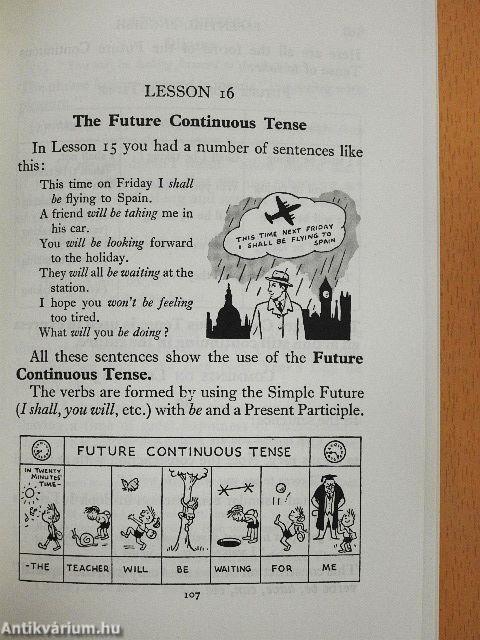 LESSON 16
The Future Continuous Tense
In Lesson 15 you had a number of sentences like
this:
This time on Friday I shall
be flying to Spain.
A friend will be taking me in
his car.
You will be looking forward
to the holiday.
They will all be waiting at the
station.
I hope you won't be feeling
too tired.
What will you be doing?
THIS TIME NEXT FRIDAY
I SHALL BE FLYING TO
SPAIN
All these sentences show the use of the Future
Continuous Tense.
The verbs are formed by using the Simple Future
(I shall, you will, etc.) with be and a Present Participle.
FUTURE CONTINUOUS TENSE
IN TWENTY
MINUTES'
TIME-
-THE TEACHER WILL BE WAITING FOR ME
107
Antikvárium.hu